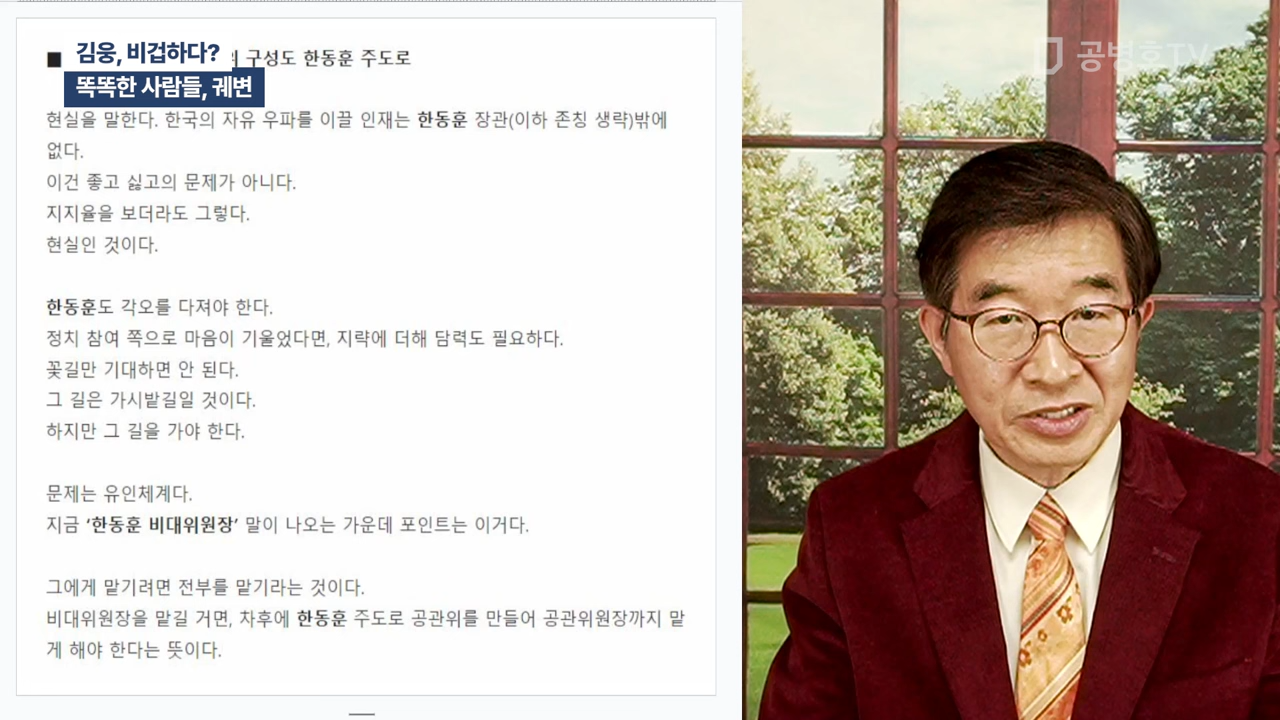 김웅, 비겁하다?
똑똑한 사람들, 궤변
■ 구성도 한동훈 주도로
현실을 말한다. 한국의 자유 우파를 이끌 인재는 한동훈 장관(이하 존칭 생략)밖에
없다.
이건 좋고 싫고의 문제가 아니다.
지지율을 보더라도 그렇다.
현실인 것이다.
한동훈도 각오를 다져야 한다.
정치 참여 쪽으로 마음이 기울었다면, 지략에 더해 담력도 필요하다.
꽃길만 기대하면 안 된다.
그 길은 가시밭길일 것이다.
하지만 그 길을 가야 한다.
문제는 유인체계다.
지금 ‘한동훈 비대위원장’ 말이 나오는 가운데 포인트는 이거다.
그에게 맡기려면 전부를 맡기라는 것이다.
비대위원장을 맡길 거면, 차후에 한동훈 주도로 공관위를 만들어 공관위원장까지 맡
게 해야 한다는 뜻이다.
공병호TV